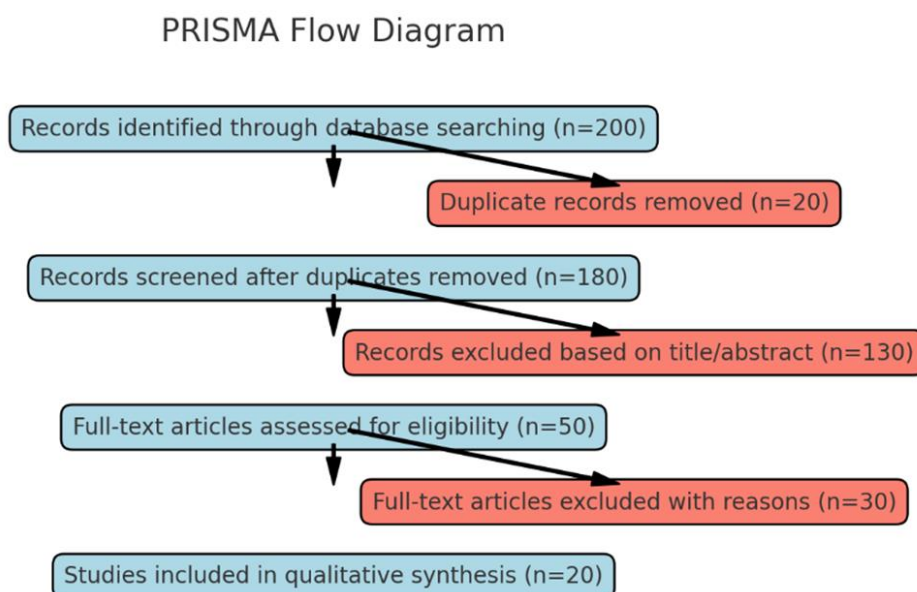 PRISMA Flow Diagram
Records identified through database searching (n=200)
Duplicate records removed (n=20)
Records screened after duplicates removed (n=180)
Records excluded based on title/abstract (n=130)
Full-text articles assessed for eligibility (n=50)
Full-text articles excluded with reasons (n=30)
Studies included in qualitative synthesis (n=20)